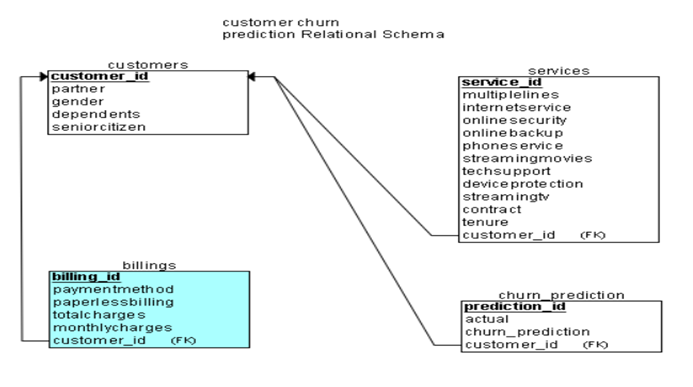 customer churn
prediction Relational Schema
customers
customer_id
partner
gender
dependents
seniorcitizen
services
service_id
multiplelines
internetservice
onlinesecurity
onlinebackup
phoneservice
streamingmovies
techsupport
deviceprotection
streamingtv
contract
tenure
customer_id (FK)
billings
billing_id
paymentmethod
paperlessbilling
totalcharges
monthlycharges
customer_id (FK)
churn_prediction
prediction_id
actual
churn_prediction
customer_id (FK)